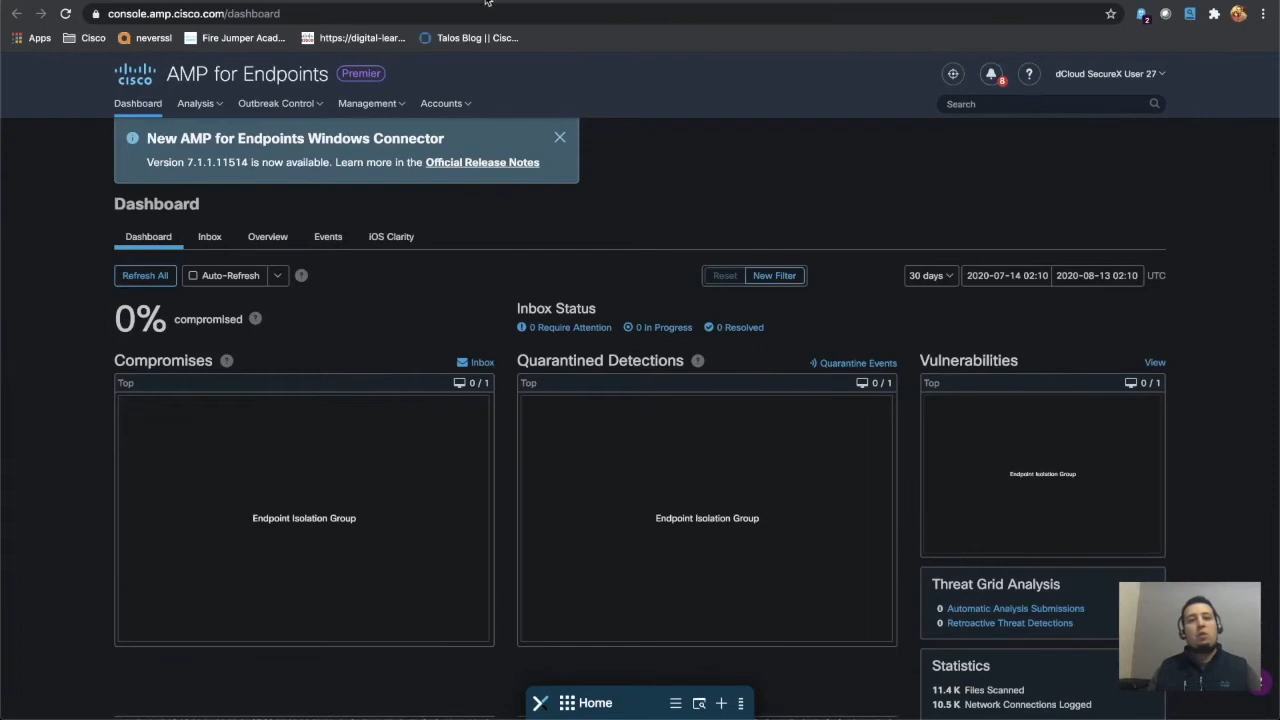 console.amp.cisco.com/dashboard
2
Apps Cisco neverssl Fire Jumper Acad... https://digital-lear... Talos Blog || Cisc...
CISCO AMP for Endpoints Premier
8 ? dCloud SecureX User 27
Dashboard Analysis Outbreak Control Management Accounts Search
New AMP for Endpoints Windows Connector
Version 7.1.1.11514 is now available. Learn more in the Official Release Notes
Dashboard
Dashboard Inbox Overview Events iOS Clarity
Refresh All Auto-Refresh ? Reset New Filter 30 days 2020-07-14 02:10 2020-08-13 02:10 UTC
0% compromised ?
Inbox Status
0 Require Attention 0 In Progress 0 Resolved
Compromises ? Inbox
Top 0 / 1
Endpoint Isolation Group
Quarantined Detections ? Quarantine Events
Top 0 / 1
Endpoint Isolation Group
Vulnerabilities View
Top 0 / 1
Endpoint Isolation Group
Threat Grid Analysis
0 Automatic Analysis Submissions
0 Retroactive Threat Detections
Statistics
11.4 K Files Scanned
10.5 K Network Connections Logged
Home